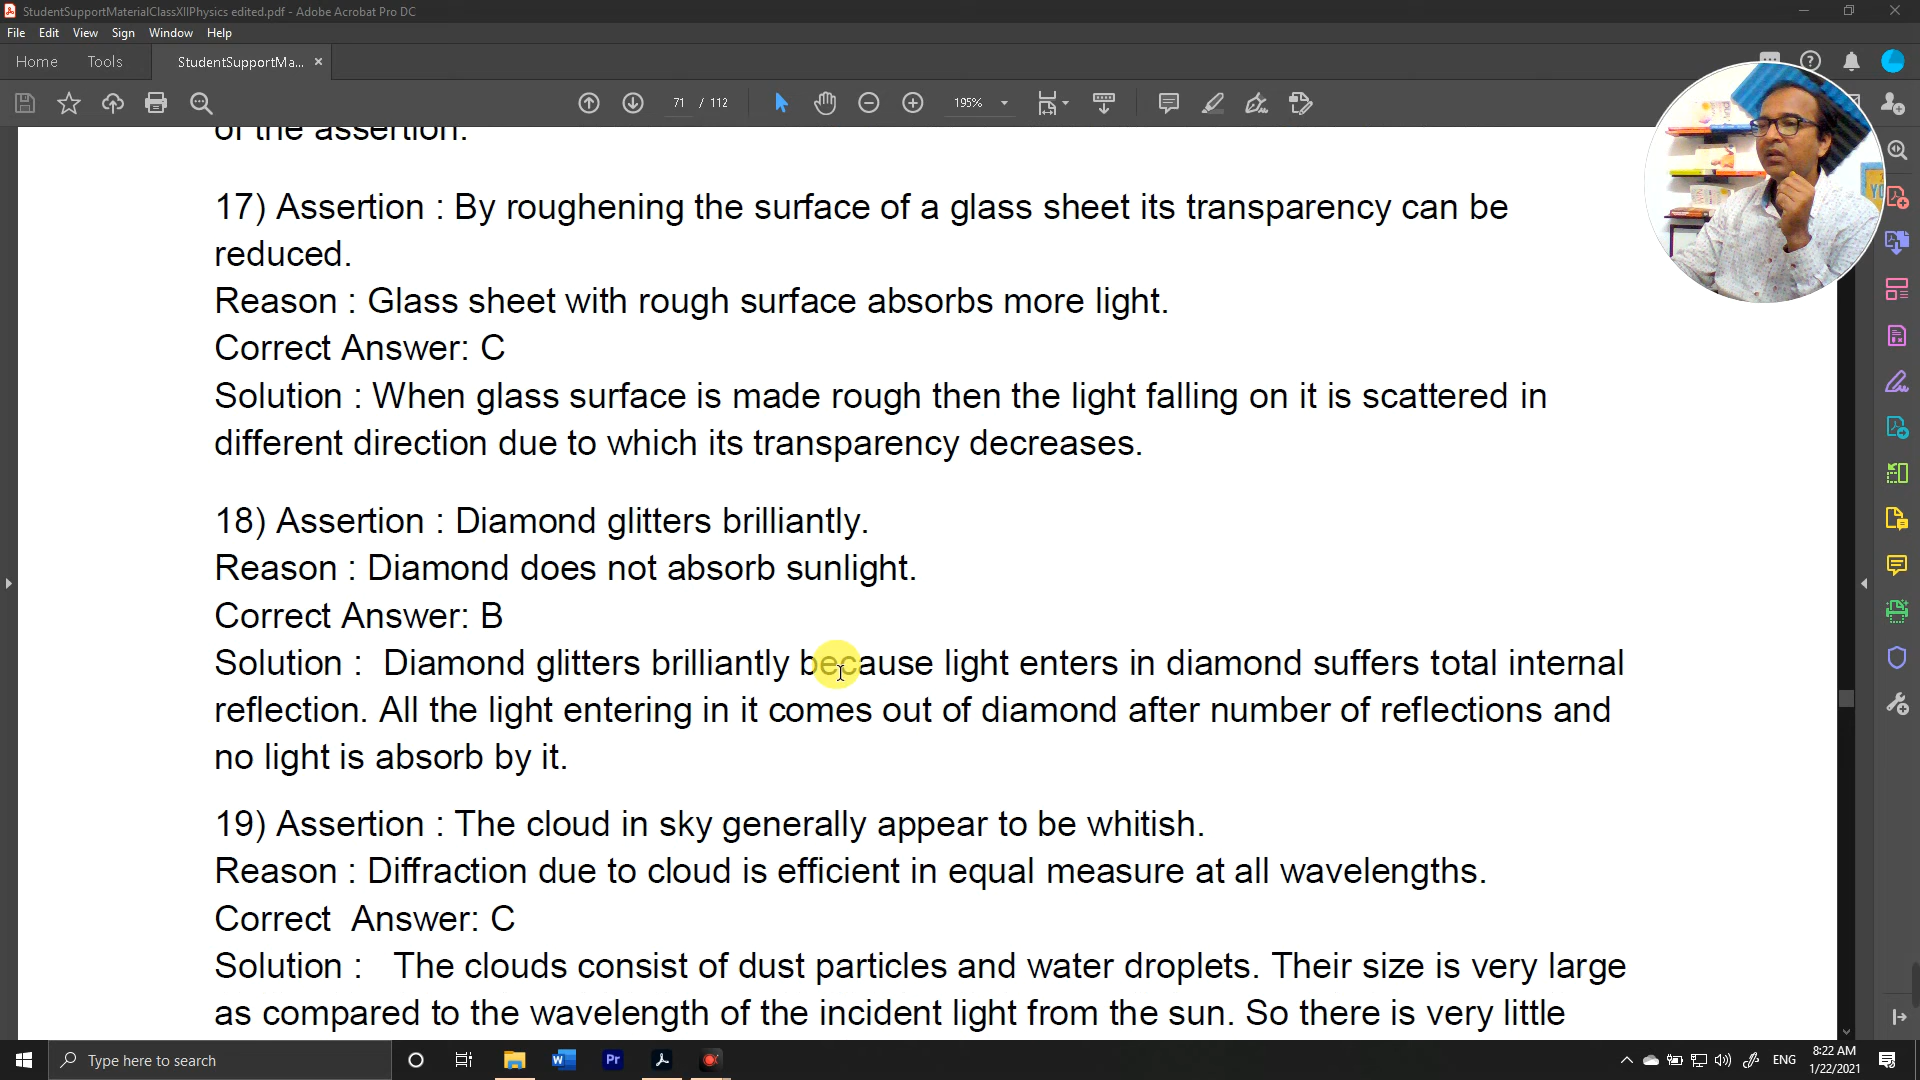 StudentSupportMaterialClassXIIPhysics edited.pdf - Adobe Acrobat Pro DC
File Edit View Sign Window Help
Home Tools StudentSupportMa... ×
71 / 112 195%
of the assertion.
17) Assertion : By roughening the surface of a glass sheet its transparency can be
reduced.
Reason : Glass sheet with rough surface absorbs more light.
Correct Answer: C
Solution : When glass surface is made rough then the light falling on it is scattered in
different direction due to which its transparency decreases.
18) Assertion : Diamond glitters brilliantly.
Reason : Diamond does not absorb sunlight.
Correct Answer: B
Solution : Diamond glitters brilliantly because light enters in diamond suffers total internal
reflection. All the light entering in it comes out of diamond after number of reflections and
no light is absorb by it.
19) Assertion : The cloud in sky generally appear to be whitish.
Reason : Diffraction due to cloud is efficient in equal measure at all wavelengths.
Correct Answer: C
Solution : The clouds consist of dust particles and water droplets. Their size is very large
as compared to the wavelength of the incident light from the sun. So there is very little
Type here to search
W Pr
ENG
8:22 AM
1/22/2021